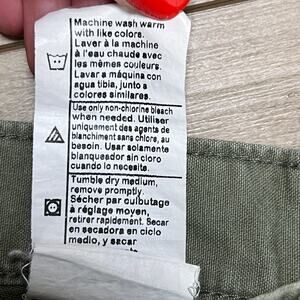 Machine wash warm
with like colors.
Laver à la machine
à l'eau chaude avec
les mêmes couleurs.
Lavar a máquina con
agua tibia, junto a
colores similares.
Use only non-chlorine bleach
when needed. Utiliser
uniquement des agents de
blanchiment sans chlore, au
besoin. Usar solamente
blanqueador sin cloro
cuando lo necesite.
Tumble dry medium,
remove promptly.
Sécher par culbutage
à réglage moyen,
retirer rapidement. Secar
en secadora en ciclo
medio, y sacar